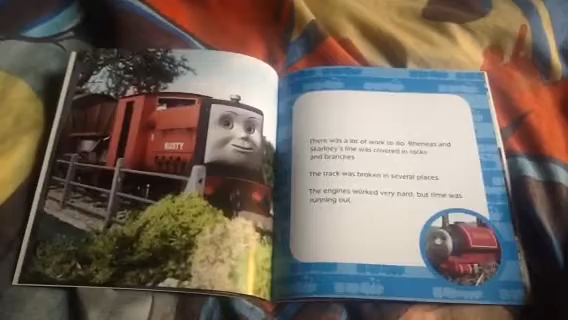 RUSTY
There was a lot of work to do. Rheneas and
Skarloey's line was covered in rocks
and branches.
The track was broken in several places.
The engines worked very hard, but time was
running out.